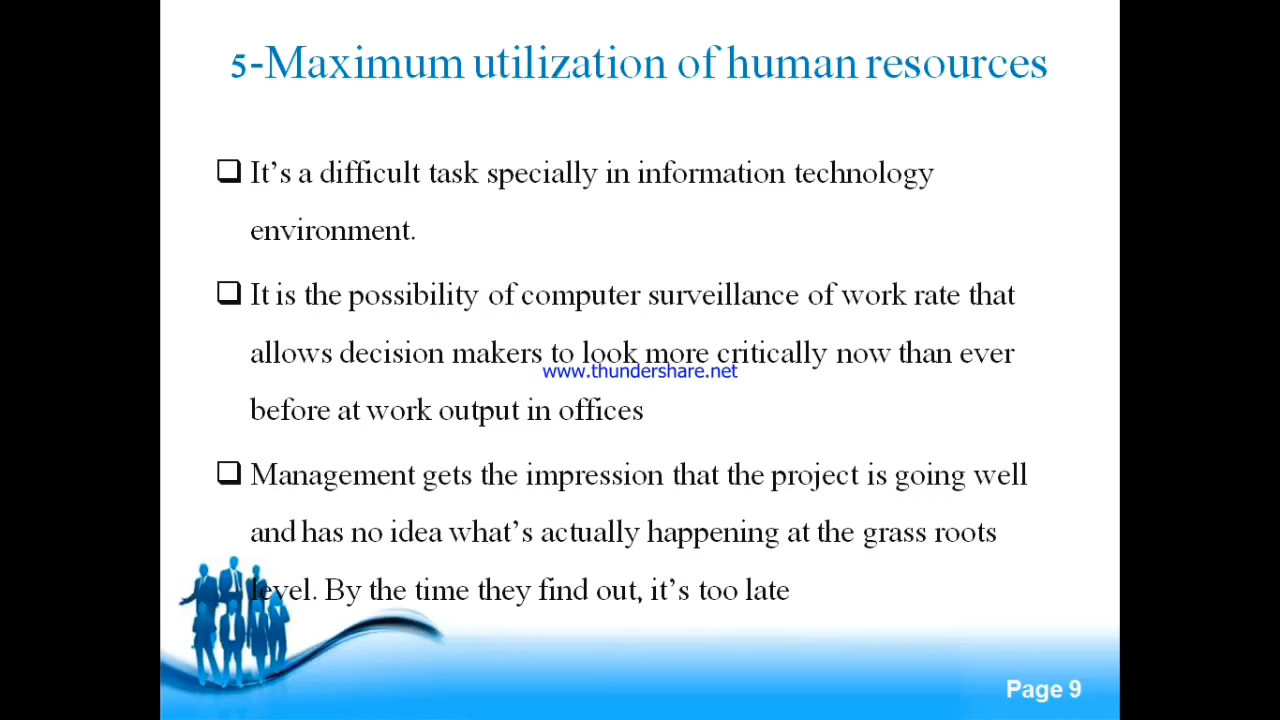 5-Maximum utilization of human resources
It's a difficult task specially in information technology
environment.
It is the possibility of computer surveillance of work rate that
allows decision makers to look more critically now than ever
www.thundershare.net
before at work output in offices
Management gets the impression that the project is going well
and has no idea what's actually happening at the grass roots
level. By the time they find out, it's too late
Page 9